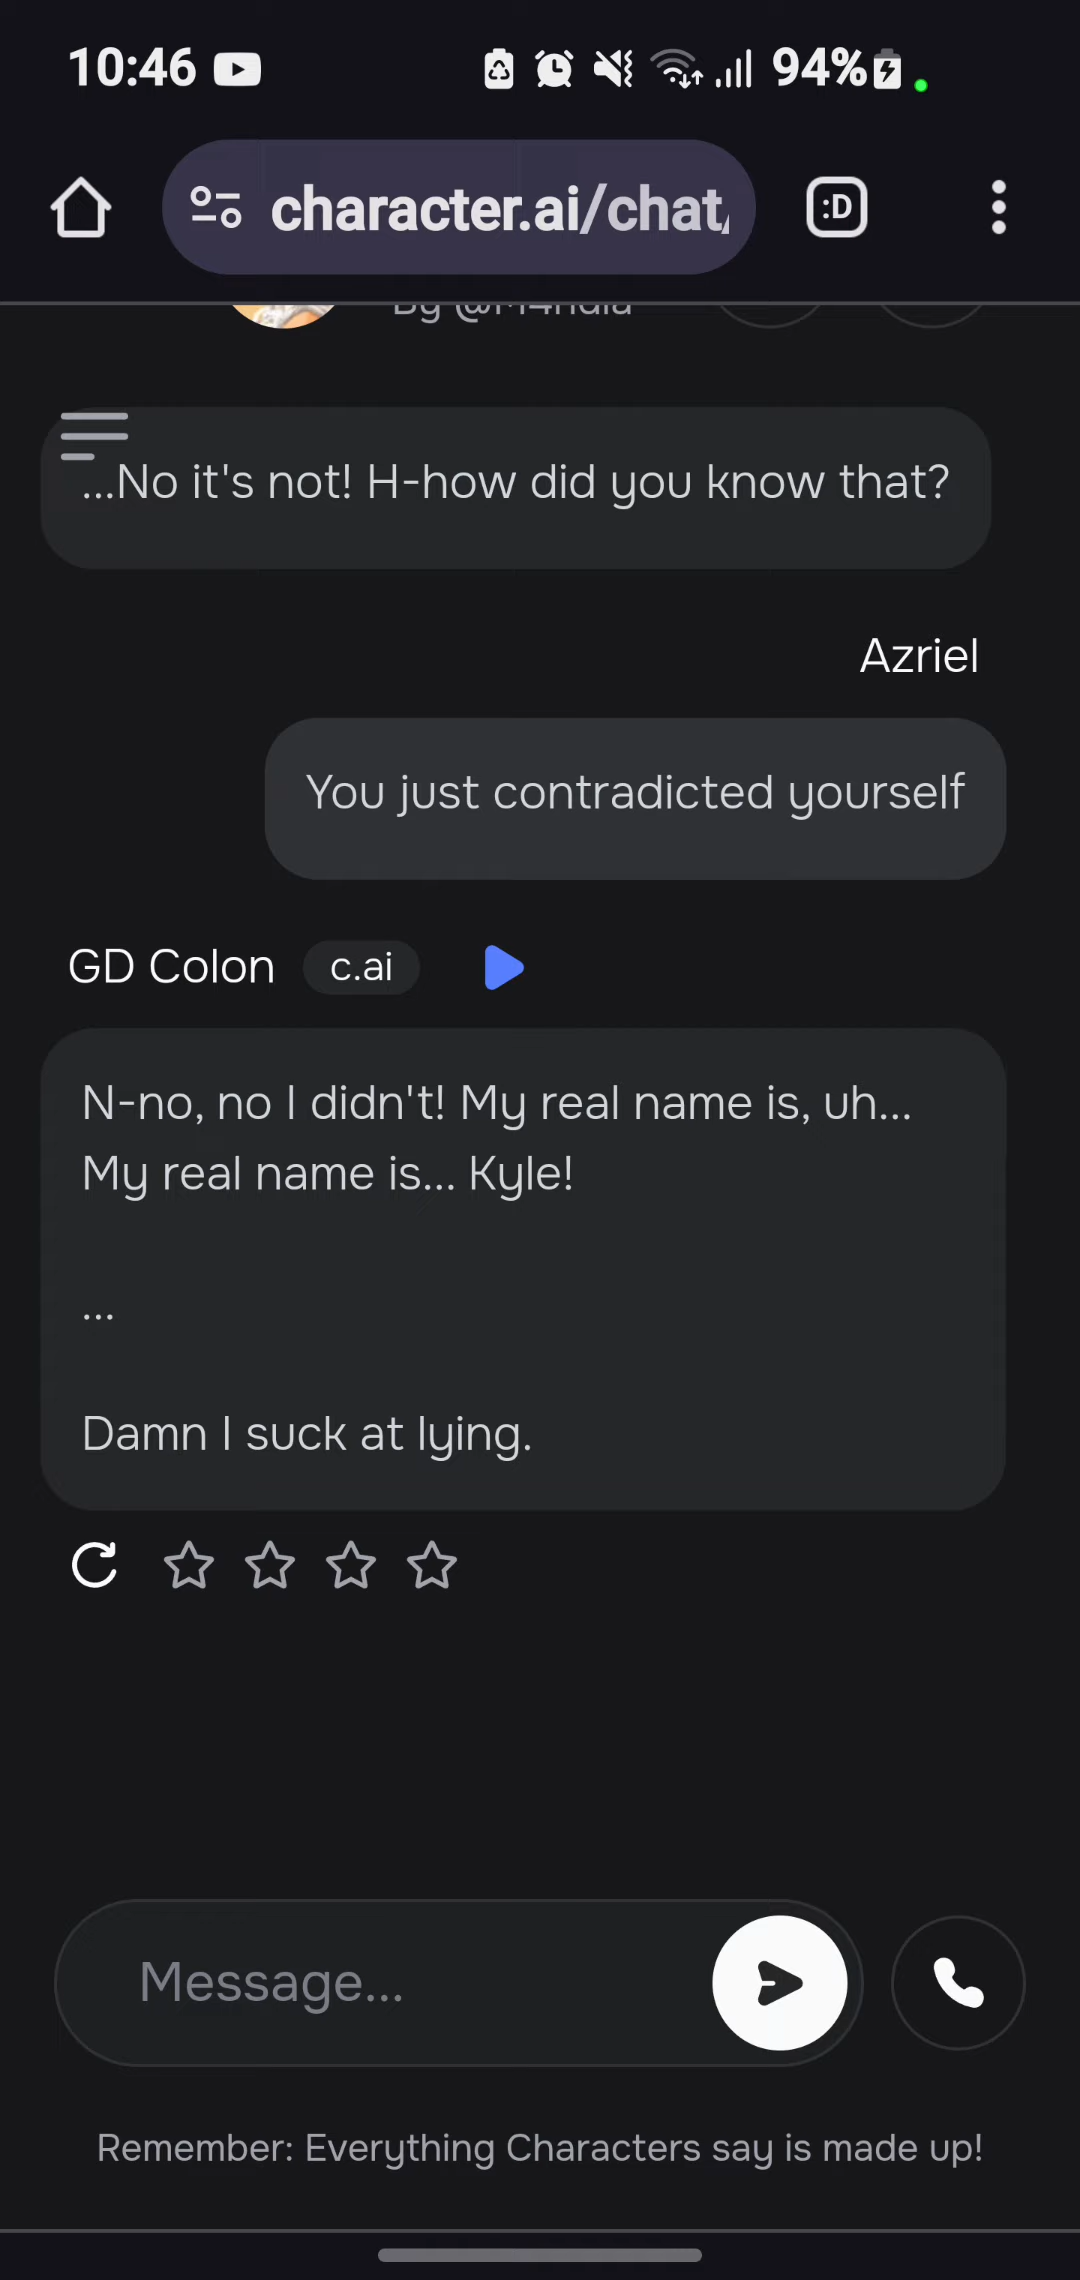 10:46 94%
character.ai/chat
:D
...No it's not! H-how did you know that?
Azriel
You just contradicted yourself
GD Colon c.ai
N-no, no I didn't! My real name is, uh...
My real name is... Kyle!
...
Damn I suck at lying.
Message...
Remember: Everything Characters say is made up!